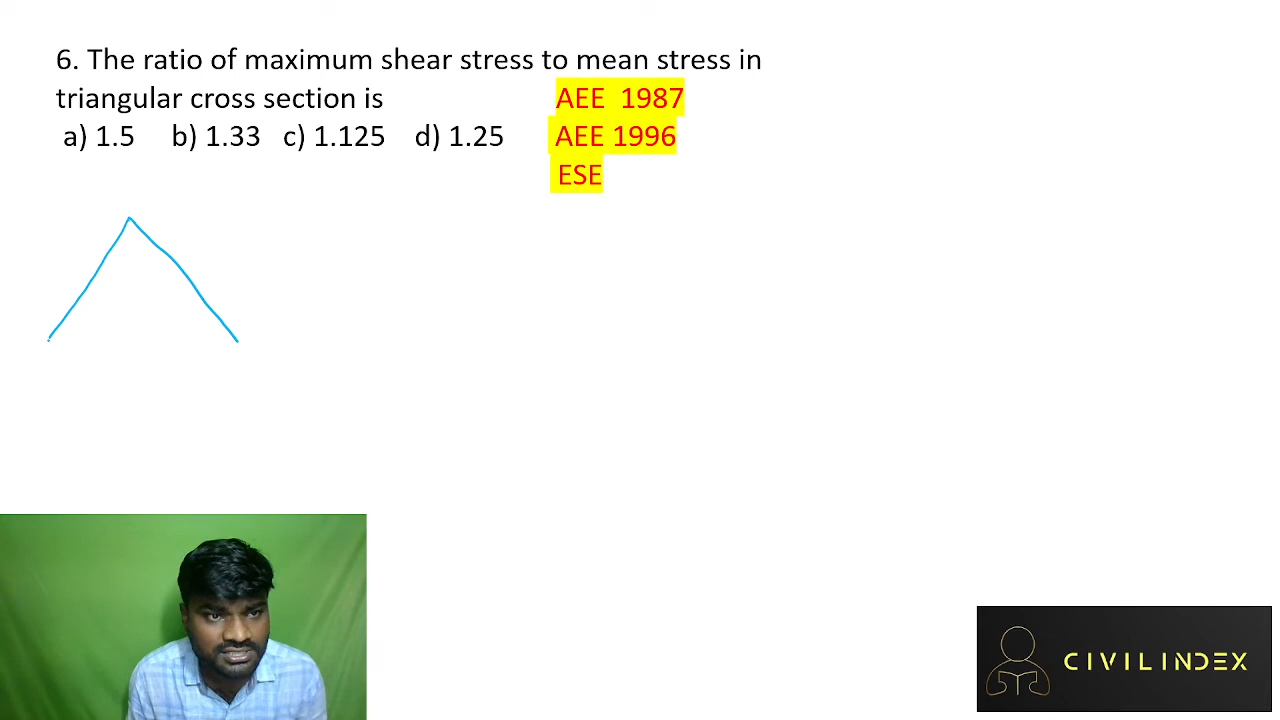 6. The ratio of maximum shear stress to mean stress in
triangular cross section is AEE 1987
a) 1.5 b) 1.33 c) 1.125 d) 1.25 AEE 1996
ESE
CIVILINDEX